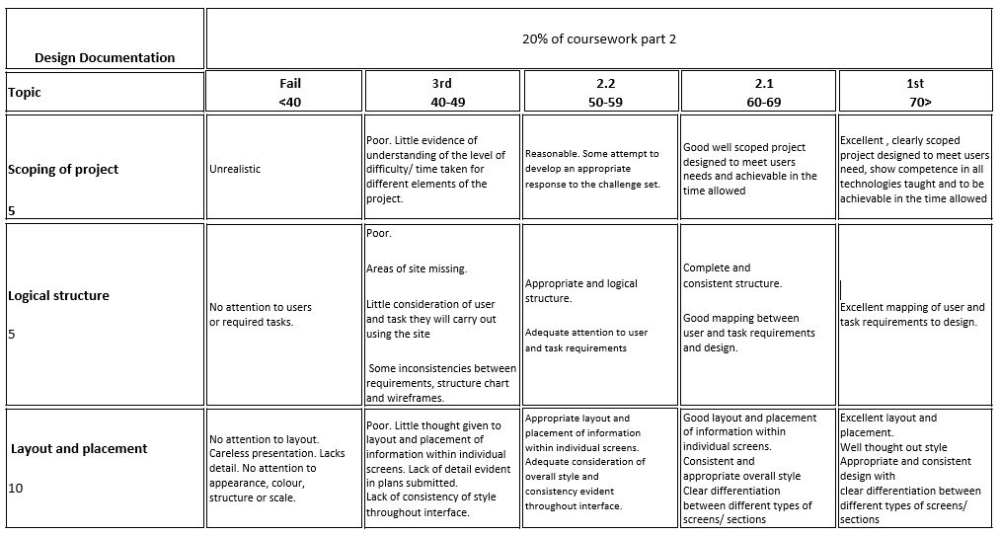 Design Documentation
20% of coursework part 2
Topic
Fail
<40
3rd
40-49
2.2
50-59
2.1
60-69
1st
70>
Scoping of project
5
Unrealistic
Poor. Little evidence of
understanding of the level of
difficulty/ time taken for
different elements of the
project.
Reasonable. Some attempt to
develop an appropriate
response to the challenge set.
Good well scoped project
designed to meet users
needs and achievable in the
time allowed
Excellent , clearly scoped
project designed to meet users
need, show competence in all
technologies taught and to be
achievable in the time allowed
Logical structure
5
No attention to users
or required tasks.
Poor.
Areas of site missing.
Little consideration of user
and task they will carry out
using the site
Some inconsistencies between
requirements, structure chart
and wireframes.
Appropriate and logical
structure.
Adequate attention to user
and task requirements
Complete and
consistent structure.
Good mapping between
user and task requirements
and design.
Excellent mapping of user and
task requirements to design.
Layout and placement
10
No attention to layout.
Careless presentation. Lacks
detail. No attention to
appearance, colour,
structure or scale.
Poor. Little thought given to
layout and placement of
information within individual
screens. Lack of detail evident
in plans submitted.
Lack of consistency of style
throughout interface.
Appropriate layout and
placement of information
within individual screens.
Adequate consideration of
overall style and
consistency evident
throughout interface.
Good layout and placement
of information within
individual screens.
Consistent and
appropriate overall style
Clear differentiation
between different types of
screens/ sections
Excellent layout and
placement.
Well thought out style
Appropriate and consistent
design with
clear differentiation between
different types of screens/
sections